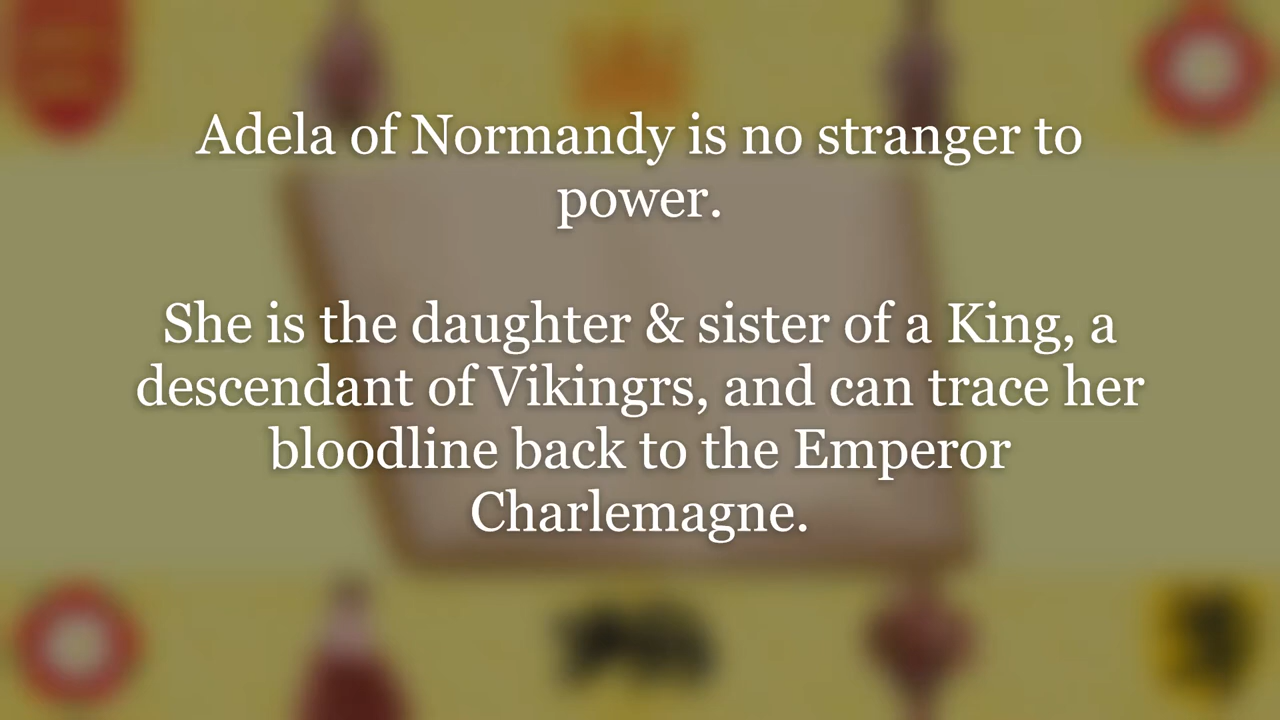 Adela of Normandy is no stranger to
power.
She is the daughter & sister of a King, a
descendant of Vikingrs, and can trace her
bloodline back to the Emperor
Charlemagne.